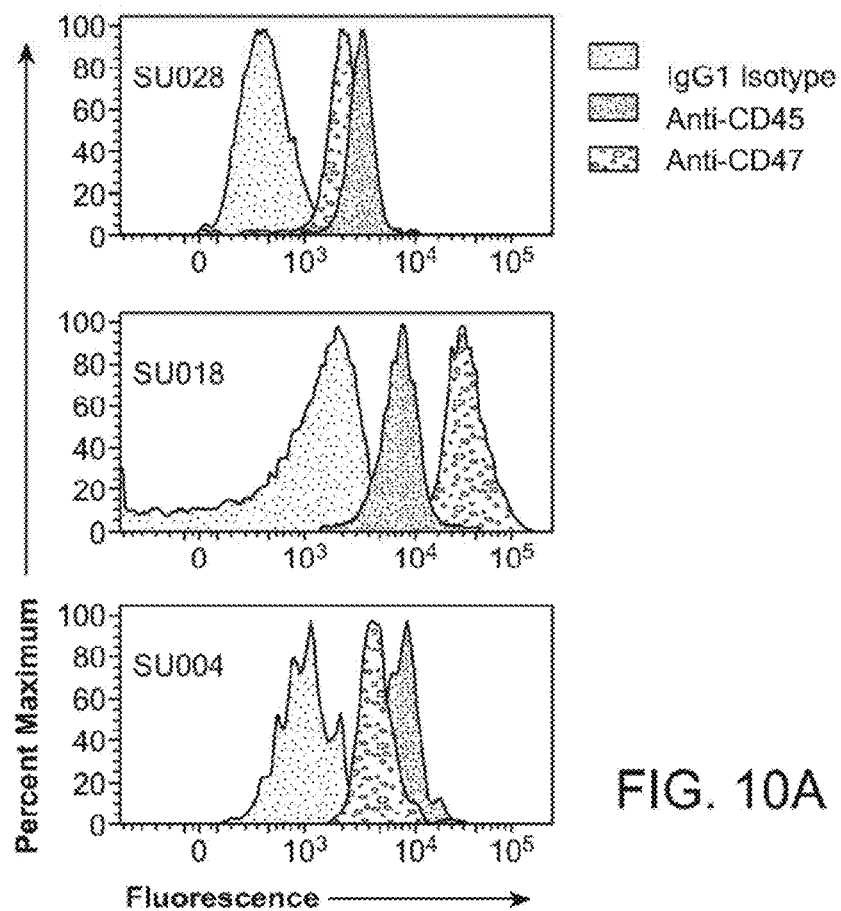 100
80
60
40
20
0
SU028
0 10³ 10⁴ 10⁵
IgG1 Isotype
Anti-CD45
Anti-CD47
100
80
60
40
20
0
SU018
0 10³ 10⁴ 10⁵
100
80
60
40
20
0
SU004
0 10³ 10⁴ 10⁵
Percent Maximum
Fluorescence
FIG. 10A